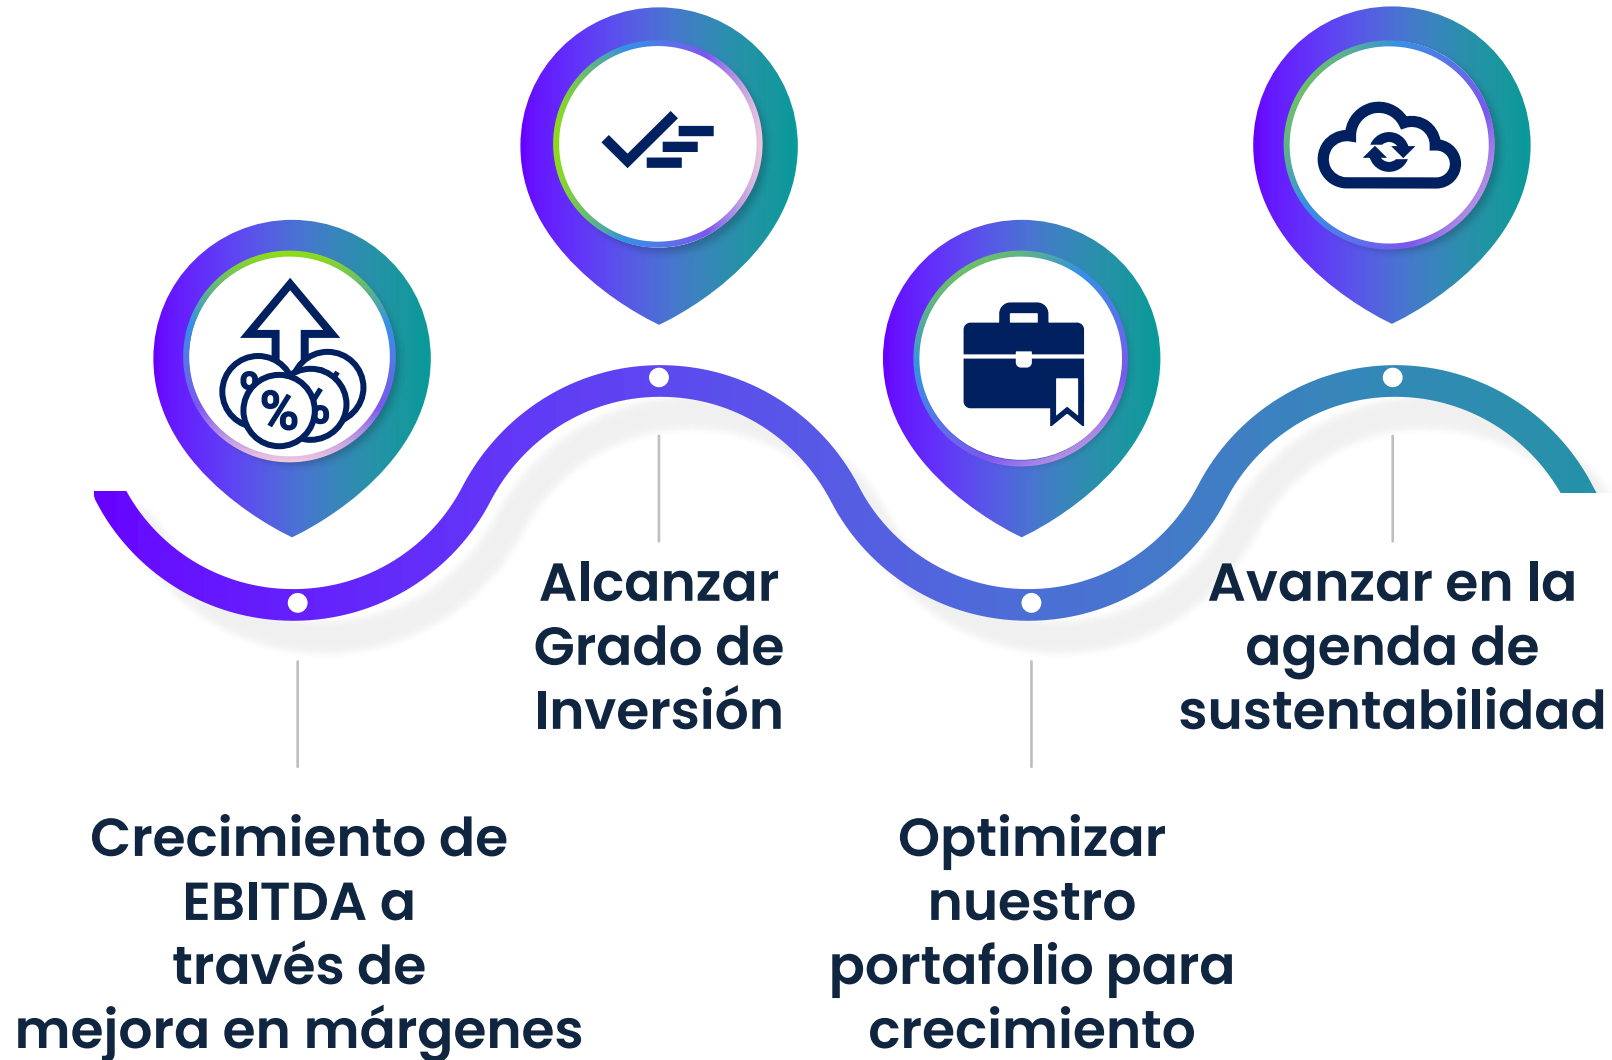 Crecimiento de
EBITDA a
través de
mejora en márgenes
Alcanzar
Grado de
Inversión
Optimizar
nuestro
portafolio para
crecimiento
Avanzar en la
agenda de
sustentabilidad
%
%
%